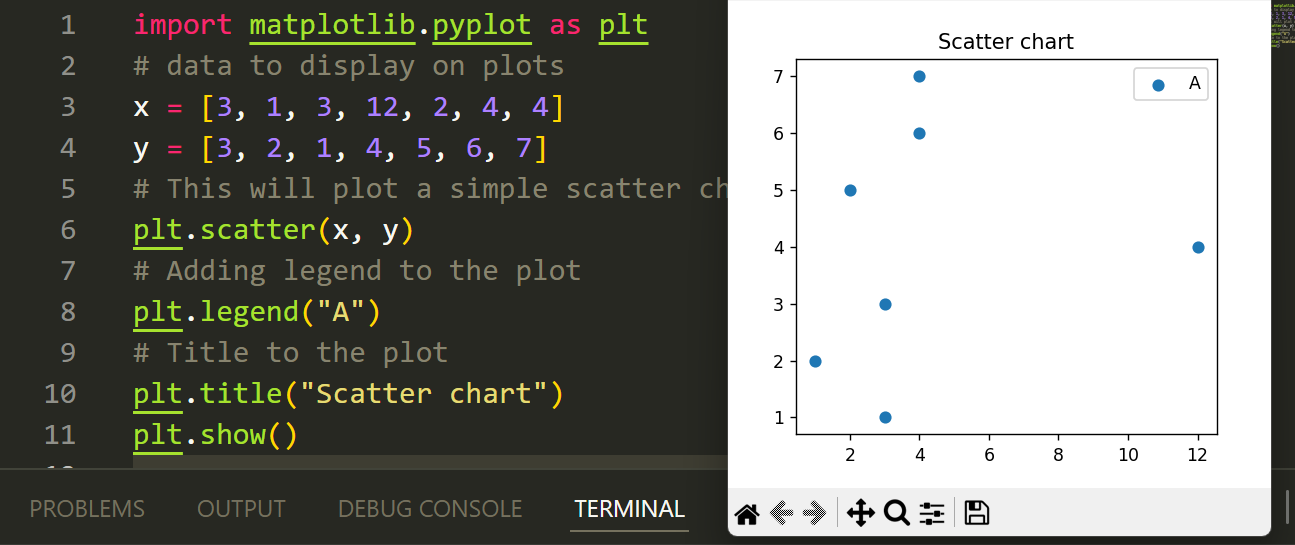 1 import matplotlib.pyplot as plt
2 # data to display on plots
3 x = [3, 1, 3, 12, 2, 4, 4]
4 y = [3, 2, 1, 4, 5, 6, 7]
5 # This will plot a simple scatter ch
6 plt.scatter(x, y)
7 # Adding legend to the plot
8 plt.legend("A")
9 # Title to the plot
10 plt.title("Scatter chart")
11 plt.show()
PROBLEMS OUTPUT DEBUG CONSOLE TERMINAL
Scatter chart
A
7
6
5
4
3
2
1
2 4 6 8 10 12